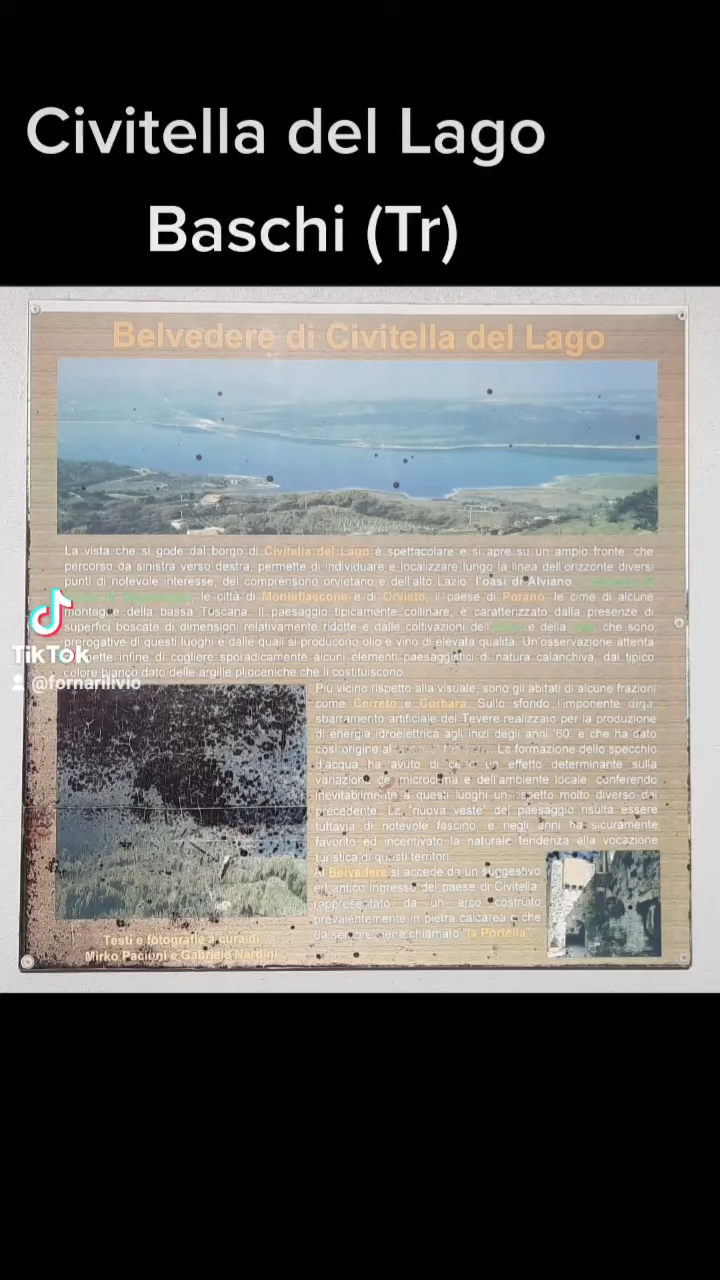 Civitella del Lago
Baschi (Tr)
Belvedere di Civitella del Lago
La vista che si gode dal borgo di Civitella del Lago è spettacolare e si apre su un ampio fronte, che
percorso da sinistra verso destra, permette di individuare e localizzare lungo la linea dell'orizzonte diversi
punti di notevole interesse, del comprensorio orvietano e dell'alto Lazio: l'oasi di Alviano,
le città di Montefiascone e di Orvieto, il paese di Porano, le cime di alcune
montagne della bassa Toscana. Il paesaggio tipicamente collinare, è caratterizzato dalla presenze di
superfici boscate di dimensioni relativamente ridotte e dalle coltivazioni dell' e della che sono
prerogative di questi luoghi e dalle quali si producono olio e vino di elevata qualità. Un'osservazione attenta
infine di cogliere sporadicamente alcuni elementi paesaggistici di natura calanchiva, dal tipico
colore bianco dato delle argille plioceniche che li costituiscono.
TikTok
@fornarilivio
Più vicino rispetto alla visuale, sono gli abitati di alcune frazioni
come Cerreto e Corbara. Sullo sfondo l'imponente diga,
sbarramento artificiale del Tevere realizzato per la produzione
di energia idroelettrica agli inizi degli anni '60, e che ha dato
così origine al La formazione dello specchio
d'acqua ha avuto di certo un effetto determinante sulla
variazione del microclima e dell'ambiente locale, conferendo
inevitabilmente a questi luoghi un aspetto molto diverso dal
precedente. La "nuova veste" del paesaggio risulta essere
tuttavia di notevole fascino, e negli anni ha sicuramente
favorito ed incentivato la naturale tendenza alla vocazione
turistica di questi territori.
Al Belvedere si accede da un suggestivo
ed antico ingresso del paese di Civitella,
rappresentato da un arco costruito
prevalentemente in pietra calcarea e che
da sempre viene chiamato "la Portella".
Testi e fotografie a cura di
Mirko Pacioni e Gabriele Nardini